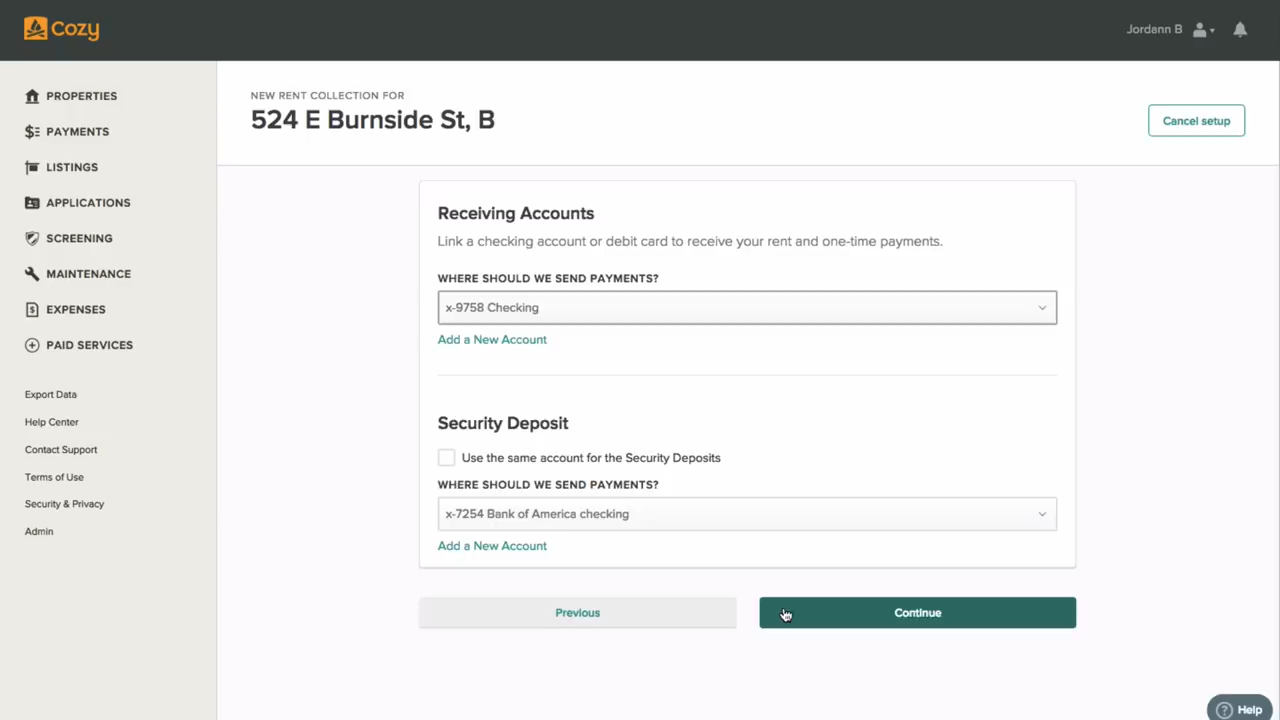 Cozy
Jordann B
PROPERTIES
PAYMENTS
LISTINGS
APPLICATIONS
SCREENING
MAINTENANCE
EXPENSES
PAID SERVICES
Export Data
Help Center
Contact Support
Terms of Use
Security & Privacy
Admin
NEW RENT COLLECTION FOR
524 E Burnside St, B
Cancel setup
Receiving Accounts
Link a checking account or debit card to receive your rent and one-time payments.
WHERE SHOULD WE SEND PAYMENTS?
x-9758 Checking
Add a New Account
Security Deposit
Use the same account for the Security Deposits
WHERE SHOULD WE SEND PAYMENTS?
x-7254 Bank of America checking
Add a New Account
Previous
Continue
? Help